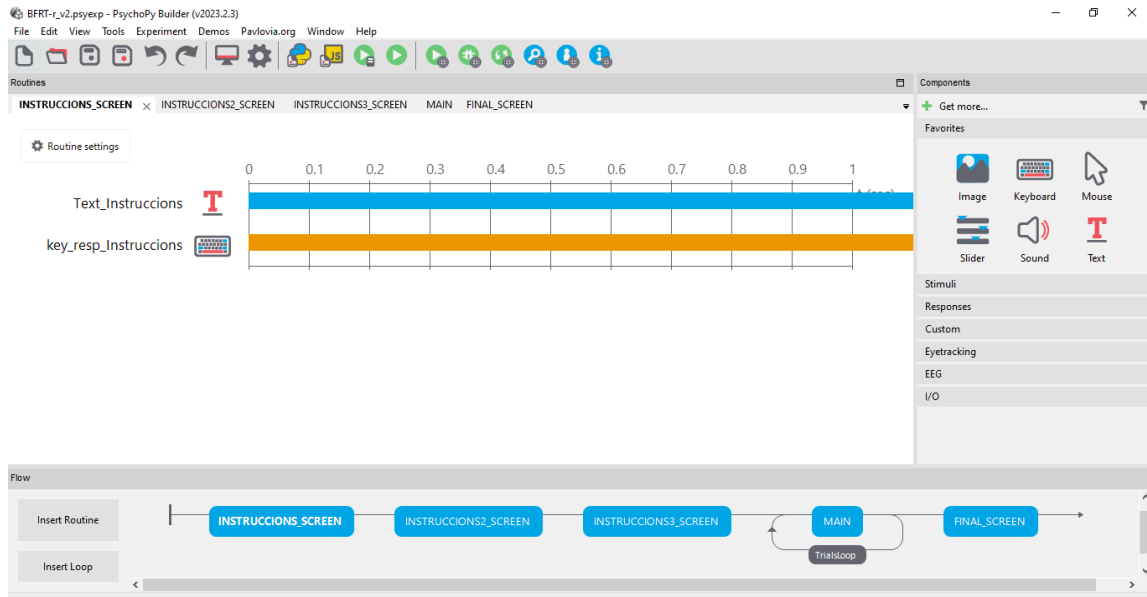 BFRT-r_v2.psyexp - PsychoPy Builder (v2023.2.3)
File Edit View Tools Experiment Demos Pavlovia.org Window Help
JS
Routines
INSTRUCCIONS_SCREEN × INSTRUCCIONS2_SCREEN INSTRUCCIONS3_SCREEN MAIN FINAL_SCREEN
Routine settings
0 0.1 0.2 0.3 0.4 0.5 0.6 0.7 0.8 0.9 1
t (sec)
Text_Instruccions T
key_resp_Instruccions
Components
Get more...
Favorites
Image Keyboard Mouse
Slider Sound Text
Stimuli
Responses
Custom
Eyetracking
EEG
I/O
Flow
Insert Routine
Insert Loop
INSTRUCCIONS_SCREEN INSTRUCCIONS2_SCREEN INSTRUCCIONS3_SCREEN MAIN FINAL_SCREEN
TrialsLoop